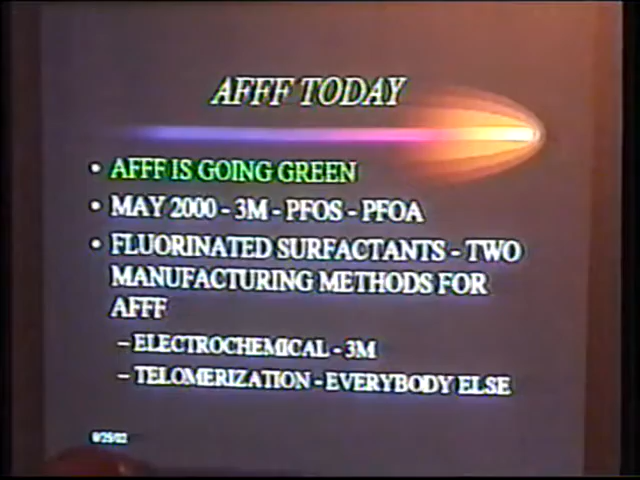 AFFF TODAY
• AFFF IS GOING GREEN
• MAY 2000 - 3M - PFOS - PFOA
• FLUORINATED SURFACTANTS - TWO
MANUFACTURING METHODS FOR
AFFF
– ELECTROCHEMICAL - 3M
– TELOMERIZATION - EVERYBODY ELSE